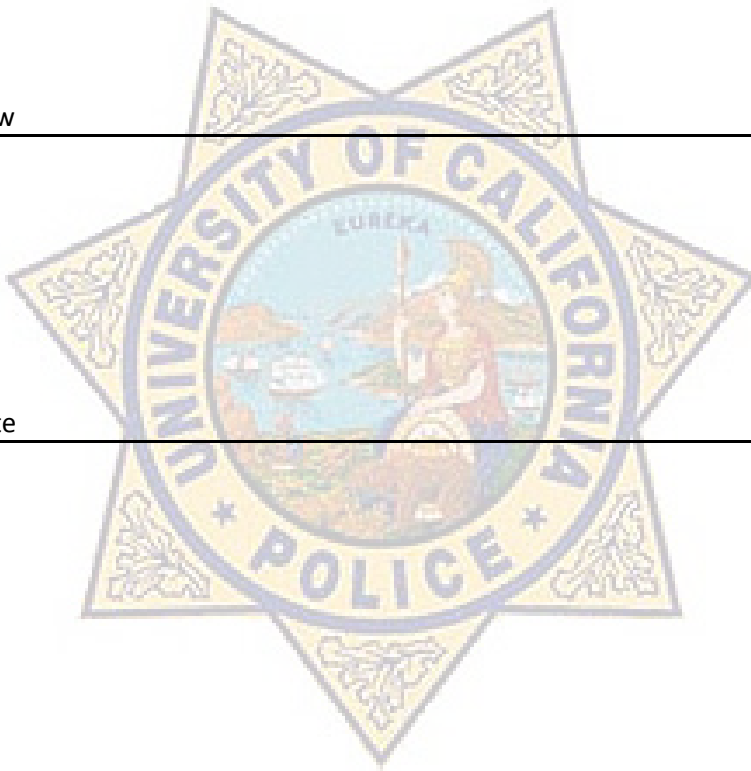 w
UNIVERSITY OF CALIFORNIA
EUREKA
te
★ POLICE ★